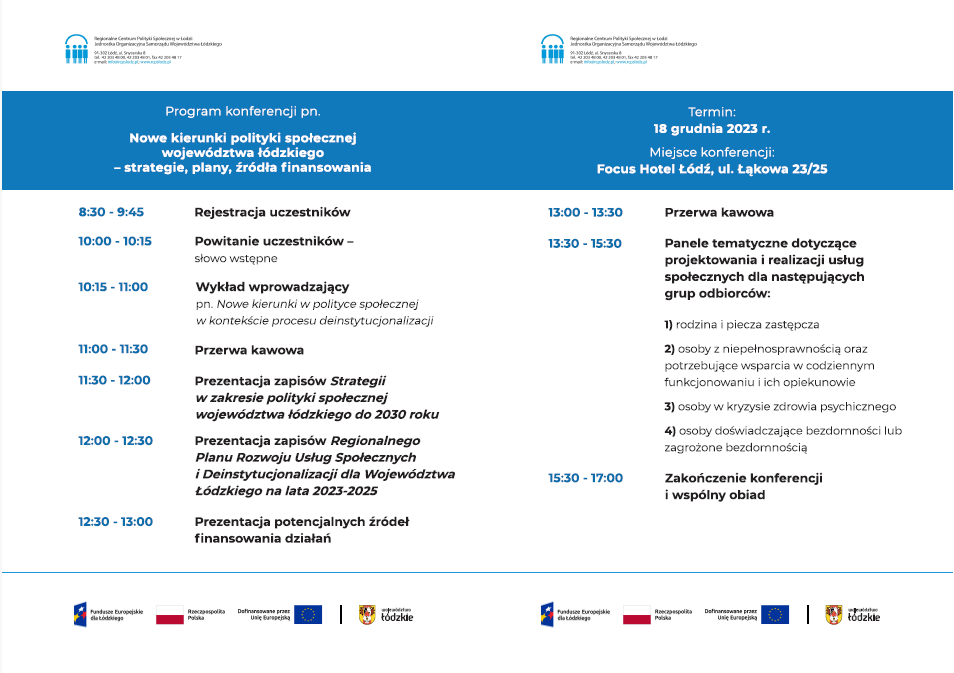 Regionalne Centrum Polityki Społecznej w Łodzi
Jednostka Organizacyjna Samorządu Województwa Łódzkiego
91-302 Łódź, ul. Snycerska 8
tel. 42 203 48 00, 42 203 48 01, fax 42 203 48 17
e-mail: info@rcpslodz.pl; www.rcpslodz.pl
Program konferencji pn.
Nowe kierunki polityki społecznej
województwa łódzkiego
– strategie, plany, źródła finansowania
8:30 - 9:45 Rejestracja uczestników
10:00 - 10:15 Powitanie uczestników –
słowo wstępne
10:15 - 11:00 Wykład wprowadzający
pn. Nowe kierunki w polityce społecznej
w kontekście procesu deinstytucjonalizacji
11:00 - 11:30 Przerwa kawowa
11:30 - 12:00 Prezentacja zapisów Strategii
w zakresie polityki społecznej
województwa łódzkiego do 2030 roku
12:00 - 12:30 Prezentacja zapisów Regionalnego
Planu Rozwoju Usług Społecznych
i Deinstytucjonalizacji dla Województwa
Łódzkiego na lata 2023-2025
12:30 - 13:00 Prezentacja potencjalnych źródeł
finansowania działań
Fundusze Europejskie
dla Łódzkiego
Rzeczpospolita
Polska
Dofinansowane przez
Unię Europejską
województwo
łódzkie
Regionalne Centrum Polityki Społecznej w Łodzi
Jednostka Organizacyjna Samorządu Województwa Łódzkiego
91-302 Łódź, ul. Snycerska 8
tel. 42 203 48 00, 42 203 48 01, fax 42 203 48 17
e-mail: info@rcpslodz.pl; www.rcpslodz.pl
Termin:
18 grudnia 2023 r.
Miejsce konferencji:
Focus Hotel Łódź, ul. Łąkowa 23/25
13:00 - 13:30 Przerwa kawowa
13:30 - 15:30 Panele tematyczne dotyczące
projektowania i realizacji usług
społecznych dla następujących
grup odbiorców:
1) rodzina i piecza zastępcza
2) osoby z niepełnosprawnością oraz
potrzebujące wsparcia w codziennym
funkcjonowaniu i ich opiekunowie
3) osoby w kryzysie zdrowia psychicznego
4) osoby doświadczające bezdomności lub
zagrożone bezdomnością
15:30 - 17:00 Zakończenie konferencji
i wspólny obiad
Fundusze Europejskie
dla Łódzkiego
Rzeczpospolita
Polska
Dofinansowane przez
Unię Europejską
województwo
łódzkie